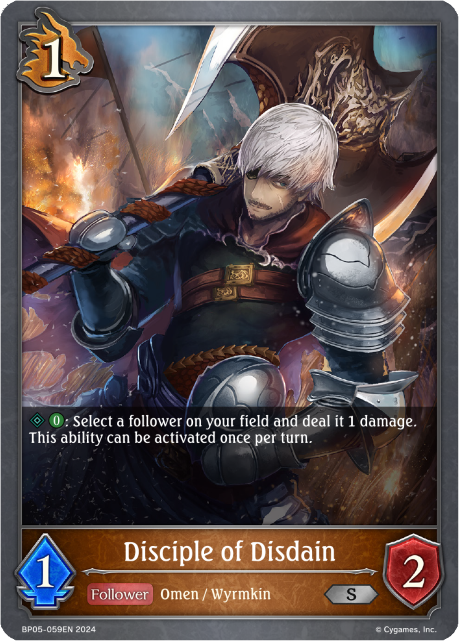 1
0 : Select a follower on your field and deal it 1 damage.
This ability can be activated once per turn.
Disciple of Disdain
1
Follower Omen / Wyrmkin S
2
BP05-059EN 2024 © Cygames, Inc.